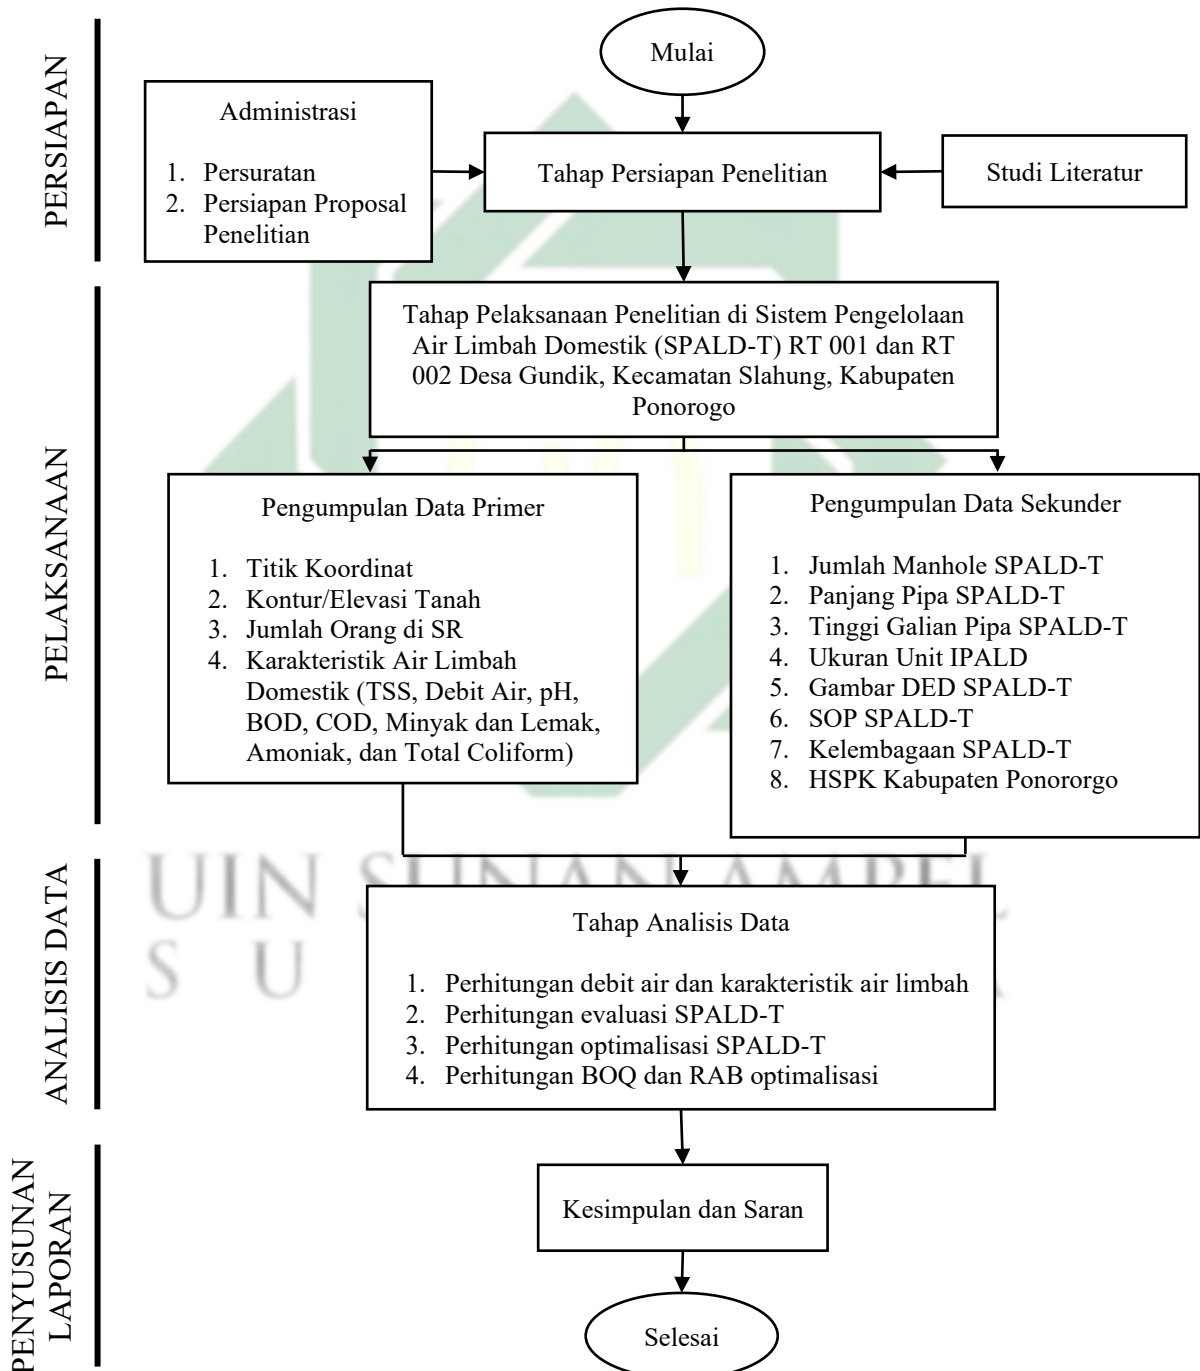 PERSIAPAN
Mulai
Administrasi
1. Persuratan
2. Persiapan Proposal
Penelitian
Tahap Persiapan Penelitian
Studi Literatur
PELAKSANAAN
Tahap Pelaksanaan Penelitian di Sistem Pengelolaan
Air Limbah Domestik (SPALD-T) RT 001 dan RT
002 Desa Gundik, Kecamatan Slahung, Kabupaten
Ponorogo
Pengumpulan Data Primer
1. Titik Koordinat
2. Kontur/Elevasi Tanah
3. Jumlah Orang di SR
4. Karakteristik Air Limbah
Domestik (TSS, Debit Air, pH,
BOD, COD, Minyak dan Lemak,
Amoniak, dan Total Coliform)
Pengumpulan Data Sekunder
1. Jumlah Manhole SPALD-T
2. Panjang Pipa SPALD-T
3. Tinggi Galian Pipa SPALD-T
4. Ukuran Unit IPALD
5. Gambar DED SPALD-T
6. SOP SPALD-T
7. Kelembagaan SPALD-T
8. HSPK Kabupaten Ponororgo
UIN SUNAN AMPEL
ANALISIS DATA
Tahap Analisis Data
1. Perhitungan debit air dan karakteristik air limbah
2. Perhitungan evaluasi SPALD-T
3. Perhitungan optimalisasi SPALD-T
4. Perhitungan BOQ dan RAB optimalisasi
PENYUSUNAN
LAPORAN
Kesimpulan dan Saran
Selesai